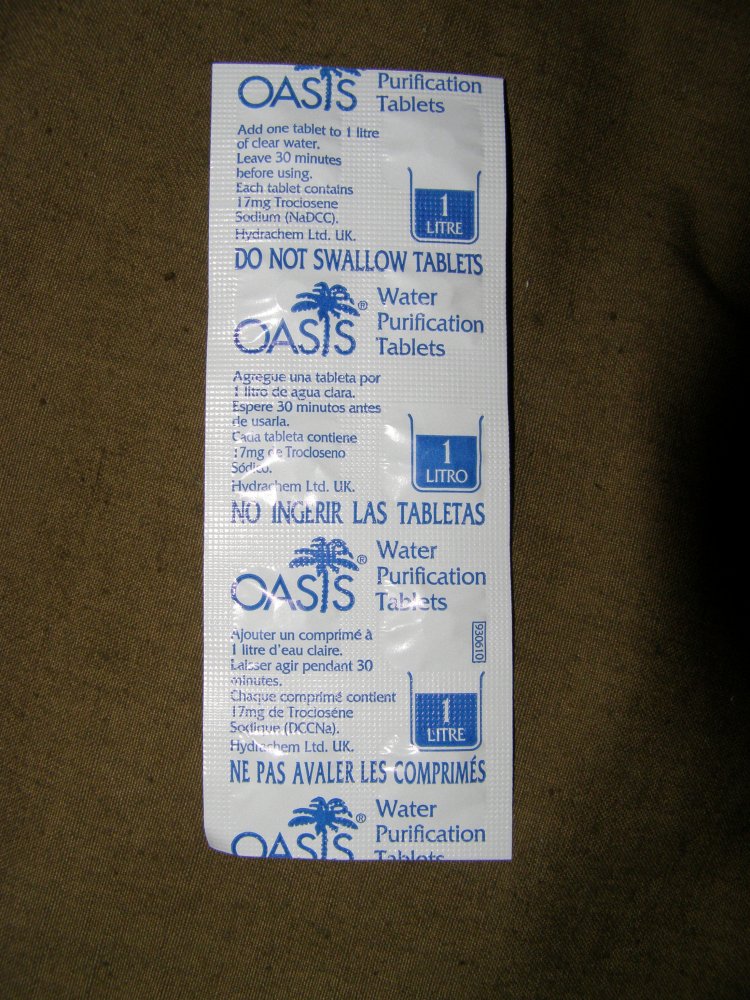 OASIS Purification
Tablets
Add one tablet to 1 litre
of clear water.
Leave 30 minutes
before using.
Each tablet contains
17mg Troclosene
Sodium (NaDCC).
Hydrachem Ltd. UK.
1
LITRE
DO NOT SWALLOW TABLETS
OASIS® Water
Purification
Tablets
Agregue una tableta por
1 litro de agua clara.
Espere 30 minutos antes
de usarla.
Cada tableta contiene
17mg de Trocloseno
Sódico.
Hydrachem Ltd. UK.
1
LITRO
NO INGERIR LAS TABLETAS
OASIS® Water
Purification
Tablets
930610
Ajouter un comprimé à
1 litre d'eau claire.
Laisser agir pendant 30
minutes.
Chaque comprimé contient
17mg de Troclosène
Sodique (DCCNa).
Hydrachem Ltd. UK.
1
LITRE
NE PAS AVALER LES COMPRIMÉS
OASIS® Water
Purification
Tablets